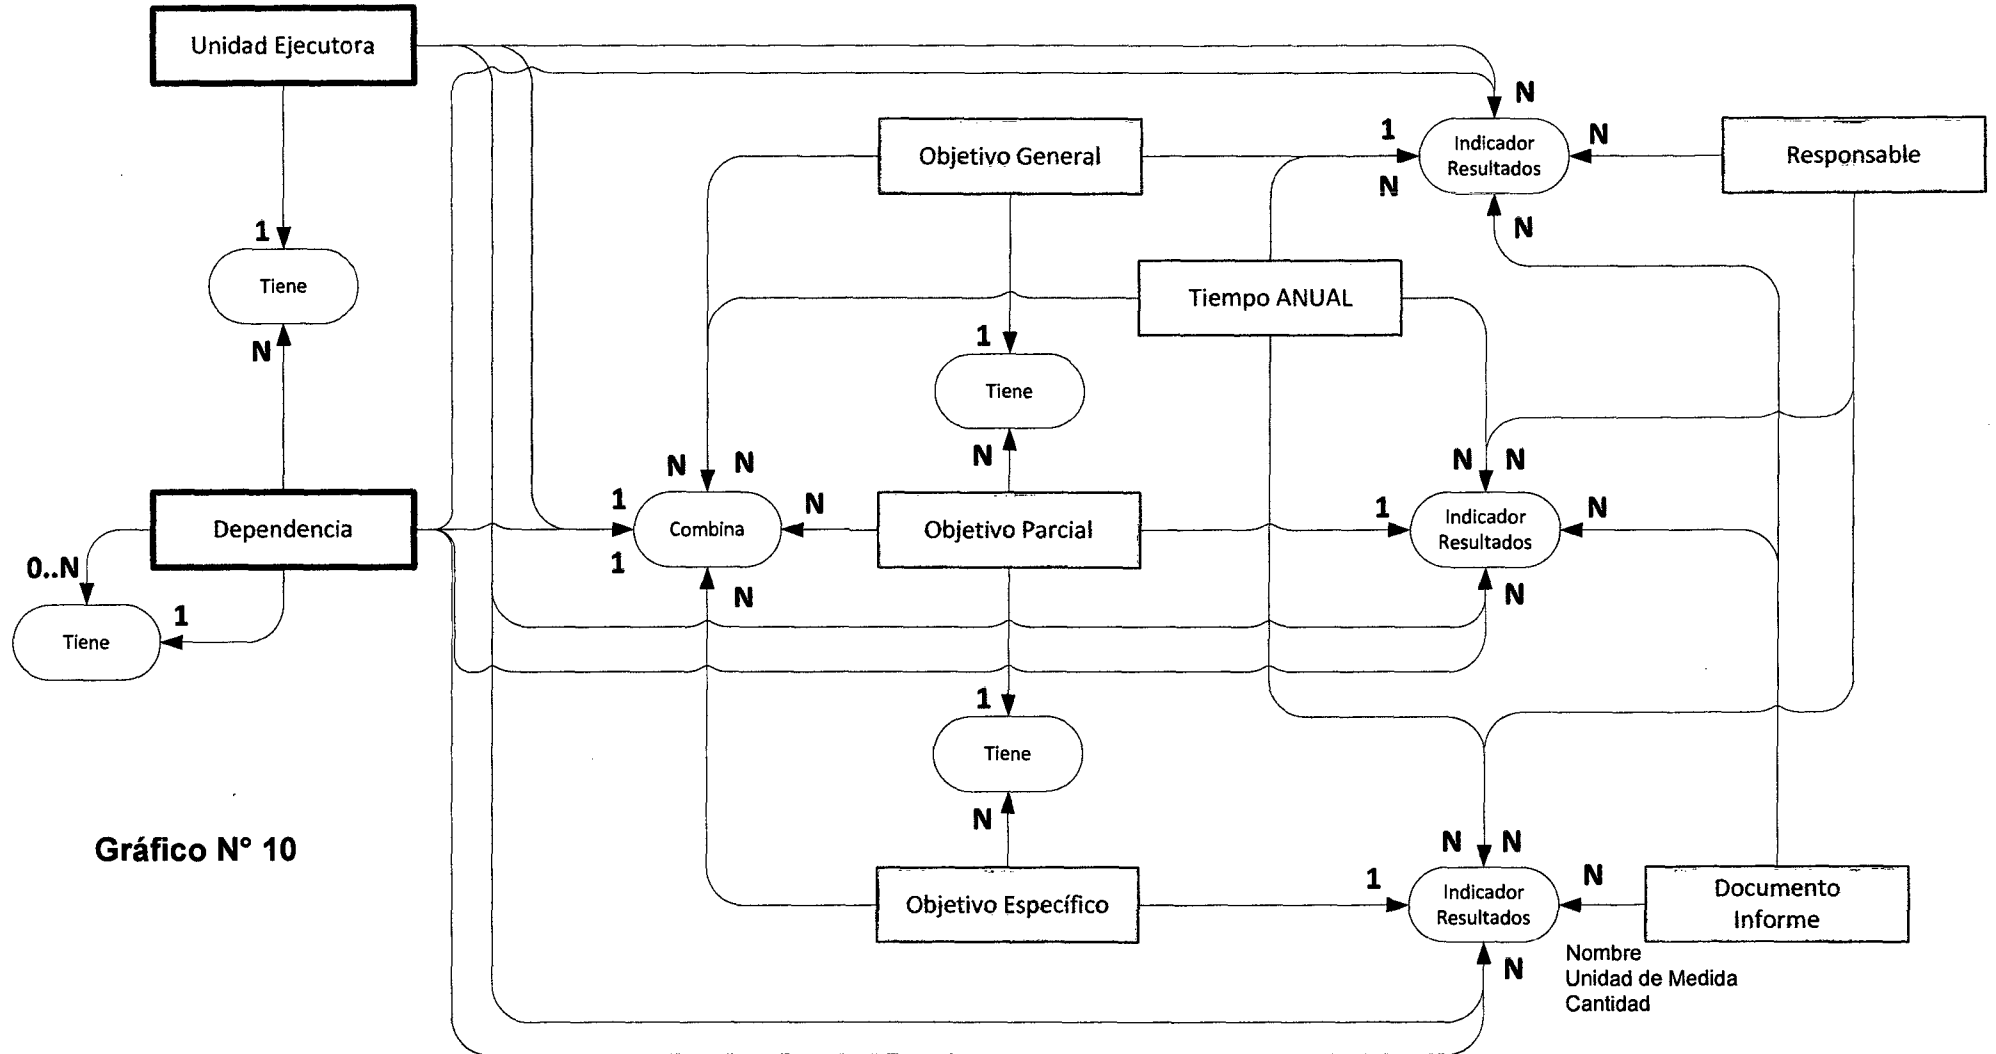 Unidad Ejecutora
N
1
Objetivo General
N
Indicador
Resultados
N
Responsable
N
1
Tiene
Tiempo ANUAL
N
1
Tiene
N
N
N
N
N
1
Dependencia
Combina
1
N
Objetivo Parcial
1
Indicador
Resultados
N
0..N
N
N
1
Tiene
1
Tiene
N
Gráfico N° 10
N
N
1
Objetivo Específico
Indicador
Resultados
N
Documento
Informe
N
Nombre
Unidad de Medida
Cantidad